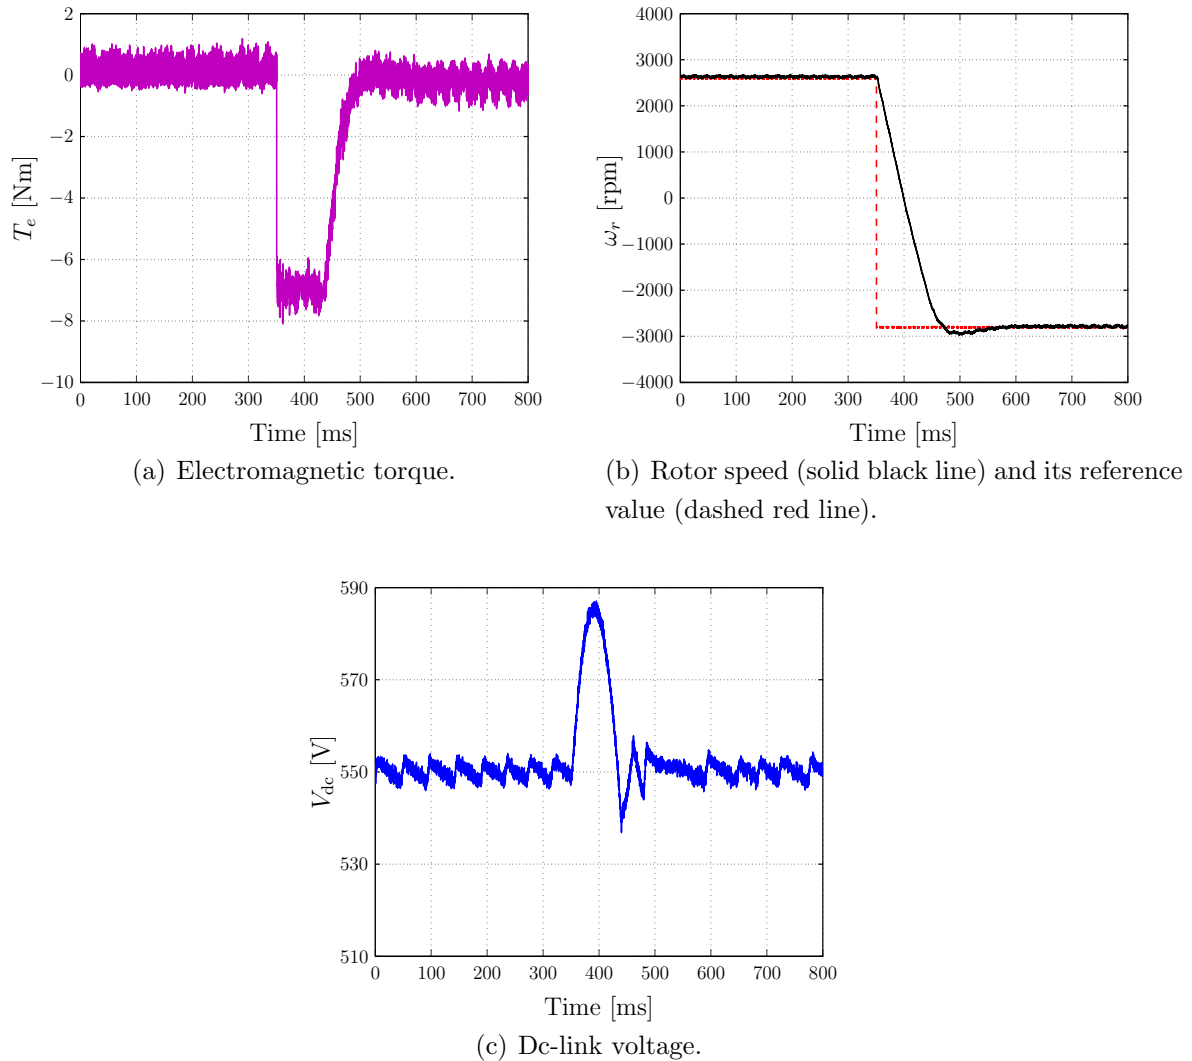 2
0
−2
−4
−6
−8
−10
T_e [Nm]
0 100 200 300 400 500 600 700 800
Time [ms]
(a) Electromagnetic torque.
4000
3000
2000
1000
0
−1000
−2000
−3000
−4000
ω_r [rpm]
0 100 200 300 400 500 600 700 800
Time [ms]
(b) Rotor speed (solid black line) and its reference
value (dashed red line).
590
570
550
530
510
V_dc [V]
0 100 200 300 400 500 600 700 800
Time [ms]
(c) Dc-link voltage.